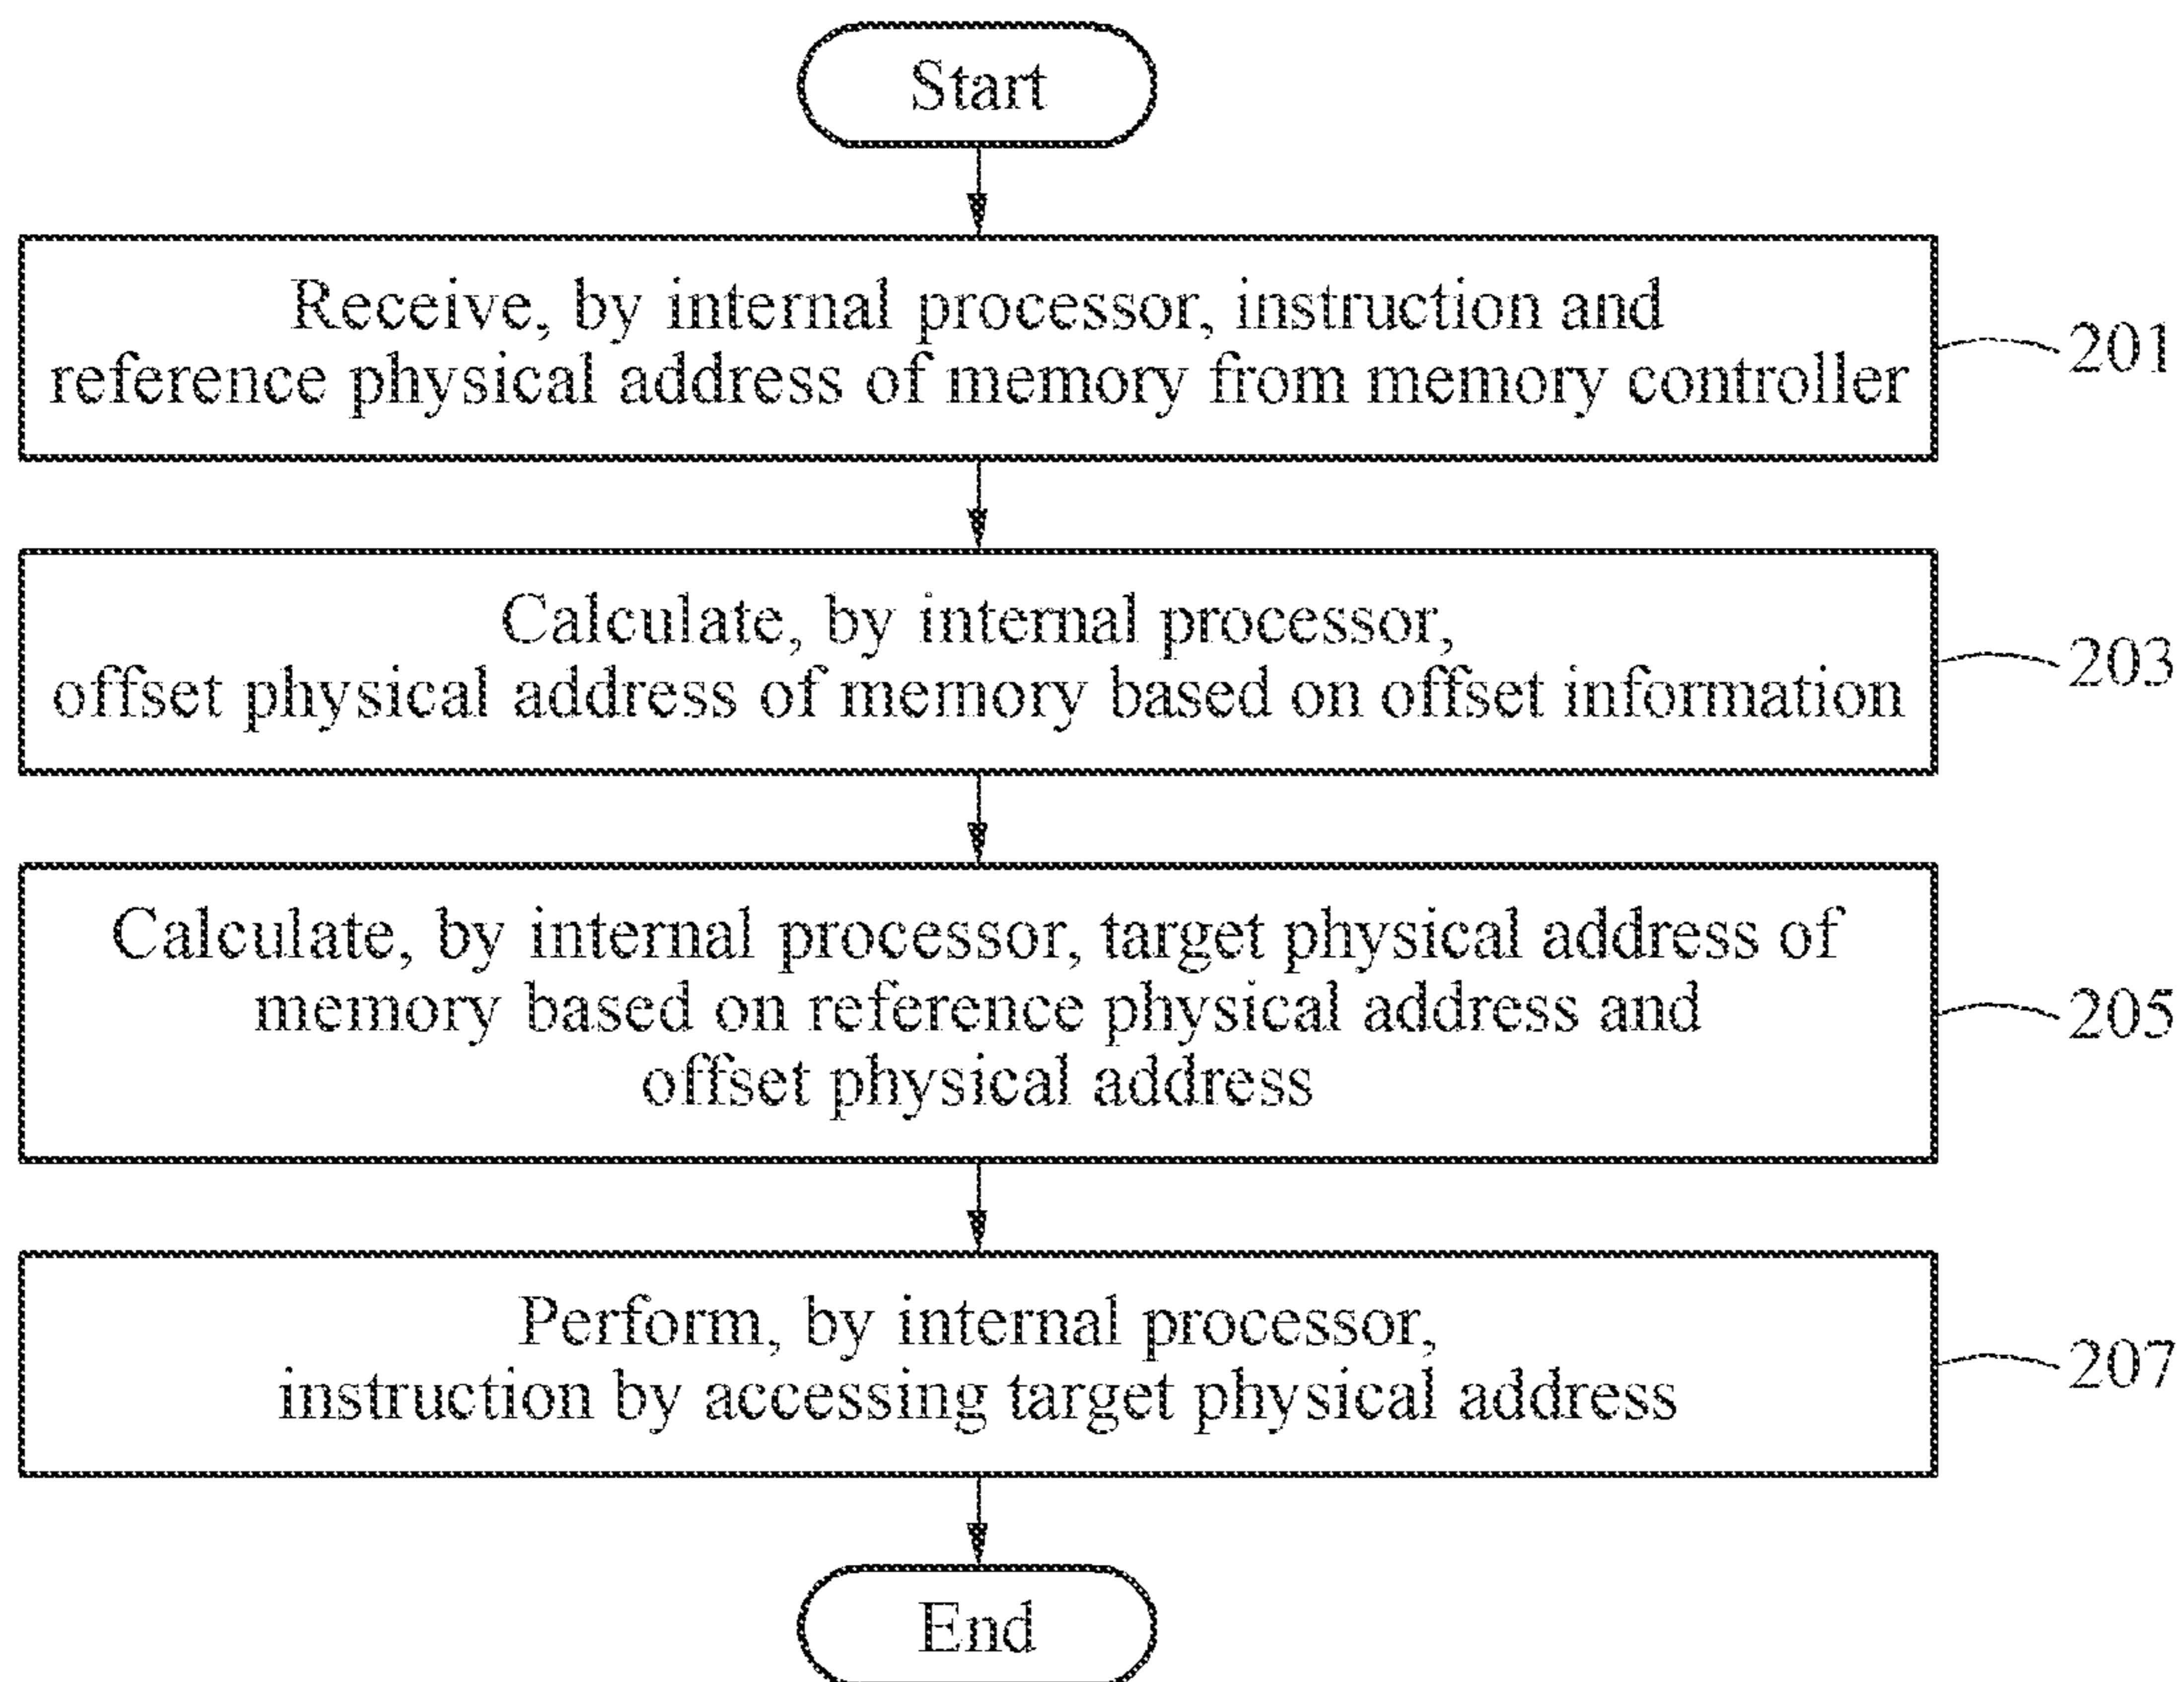 Start
Receive, by internal processor, instruction and
reference physical address of memory from memory controller
201
Calculate, by internal processor,
offset physical address of memory based on offset information
203
Calculate, by internal processor, target physical address of
memory based on reference physical address and
offset physical address
205
Perform, by internal processor,
instruction by accessing target physical address
207
End